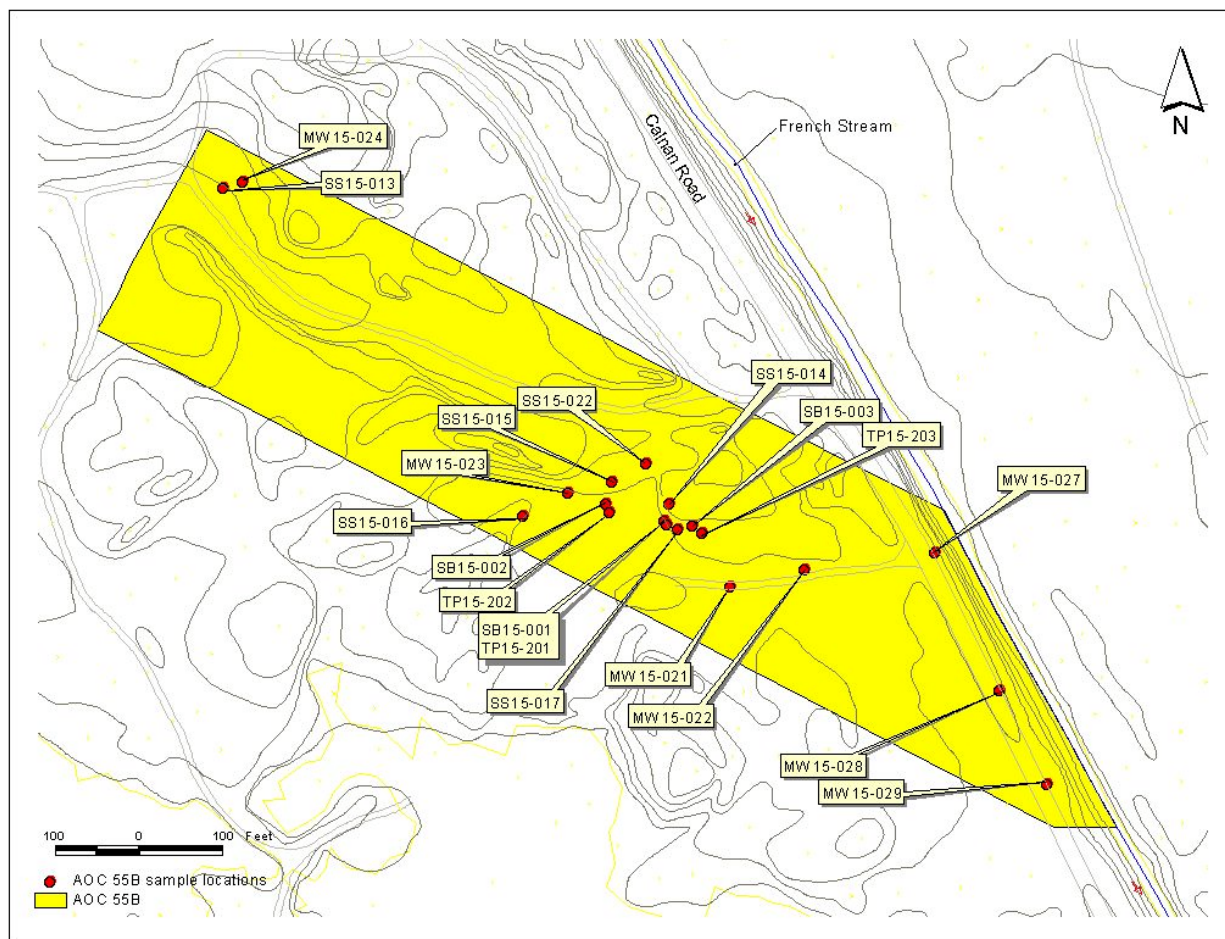 MW15-024
SS15-013
Calnan Road
French Stream
N
SS15-014
SS15-022
SB15-003
SS15-015
TP15-203
MW15-023
MW15-027
SS15-016
SB15-002
TP15-202
SB15-001
TP15-201
MW15-021
SS15-017
MW15-022
MW15-028
MW15-029
100 0 100 Feet
AOC 55B sample locations
AOC 55B